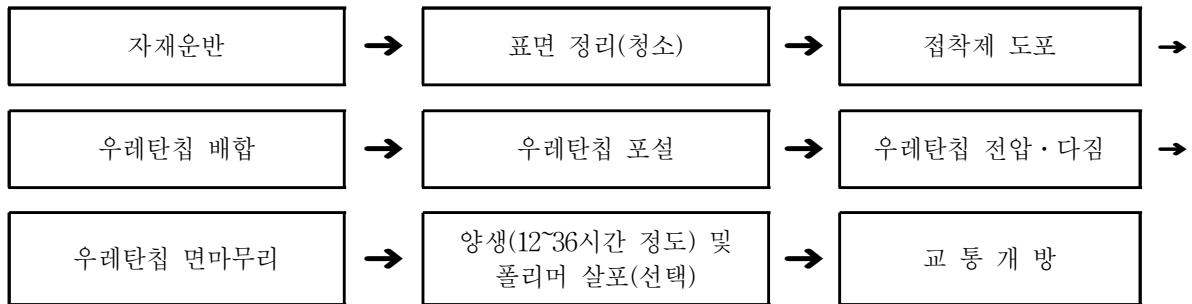 자재운반 → 표면 정리(청소) → 접착제 도포 →
우레탄칩 배합 → 우레탄칩 포설 → 우레탄칩 전압·다짐 →
우레탄칩 면마무리 → 양생(12~36시간 정도) 및
폴리머 살포(선택) → 교 통 개 방